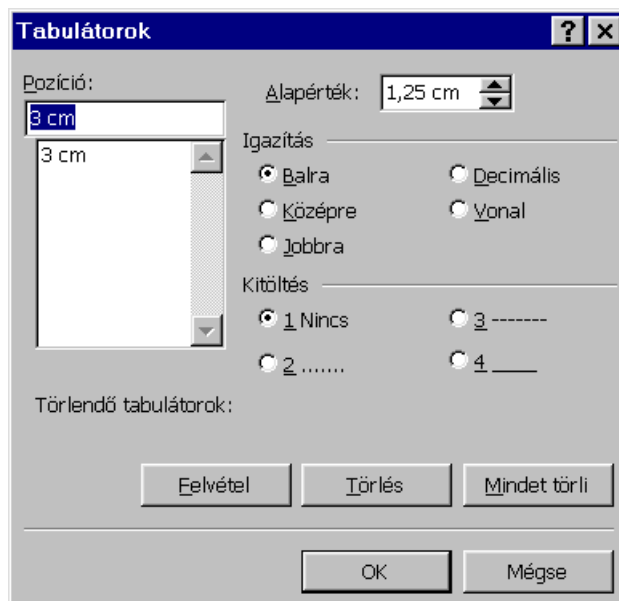 Tabulátorok
Pozíció:
Alapérték: 1,25 cm
3 cm
3 cm
Igazítás
Balra Decimális
Középre Vonal
Jobbra
Kitöltés
1 Nincs 3 -------
2 ....... 4 ____
Törlendő tabulátorok:
Felvétel Törlés Mindet törli
OK Mégse